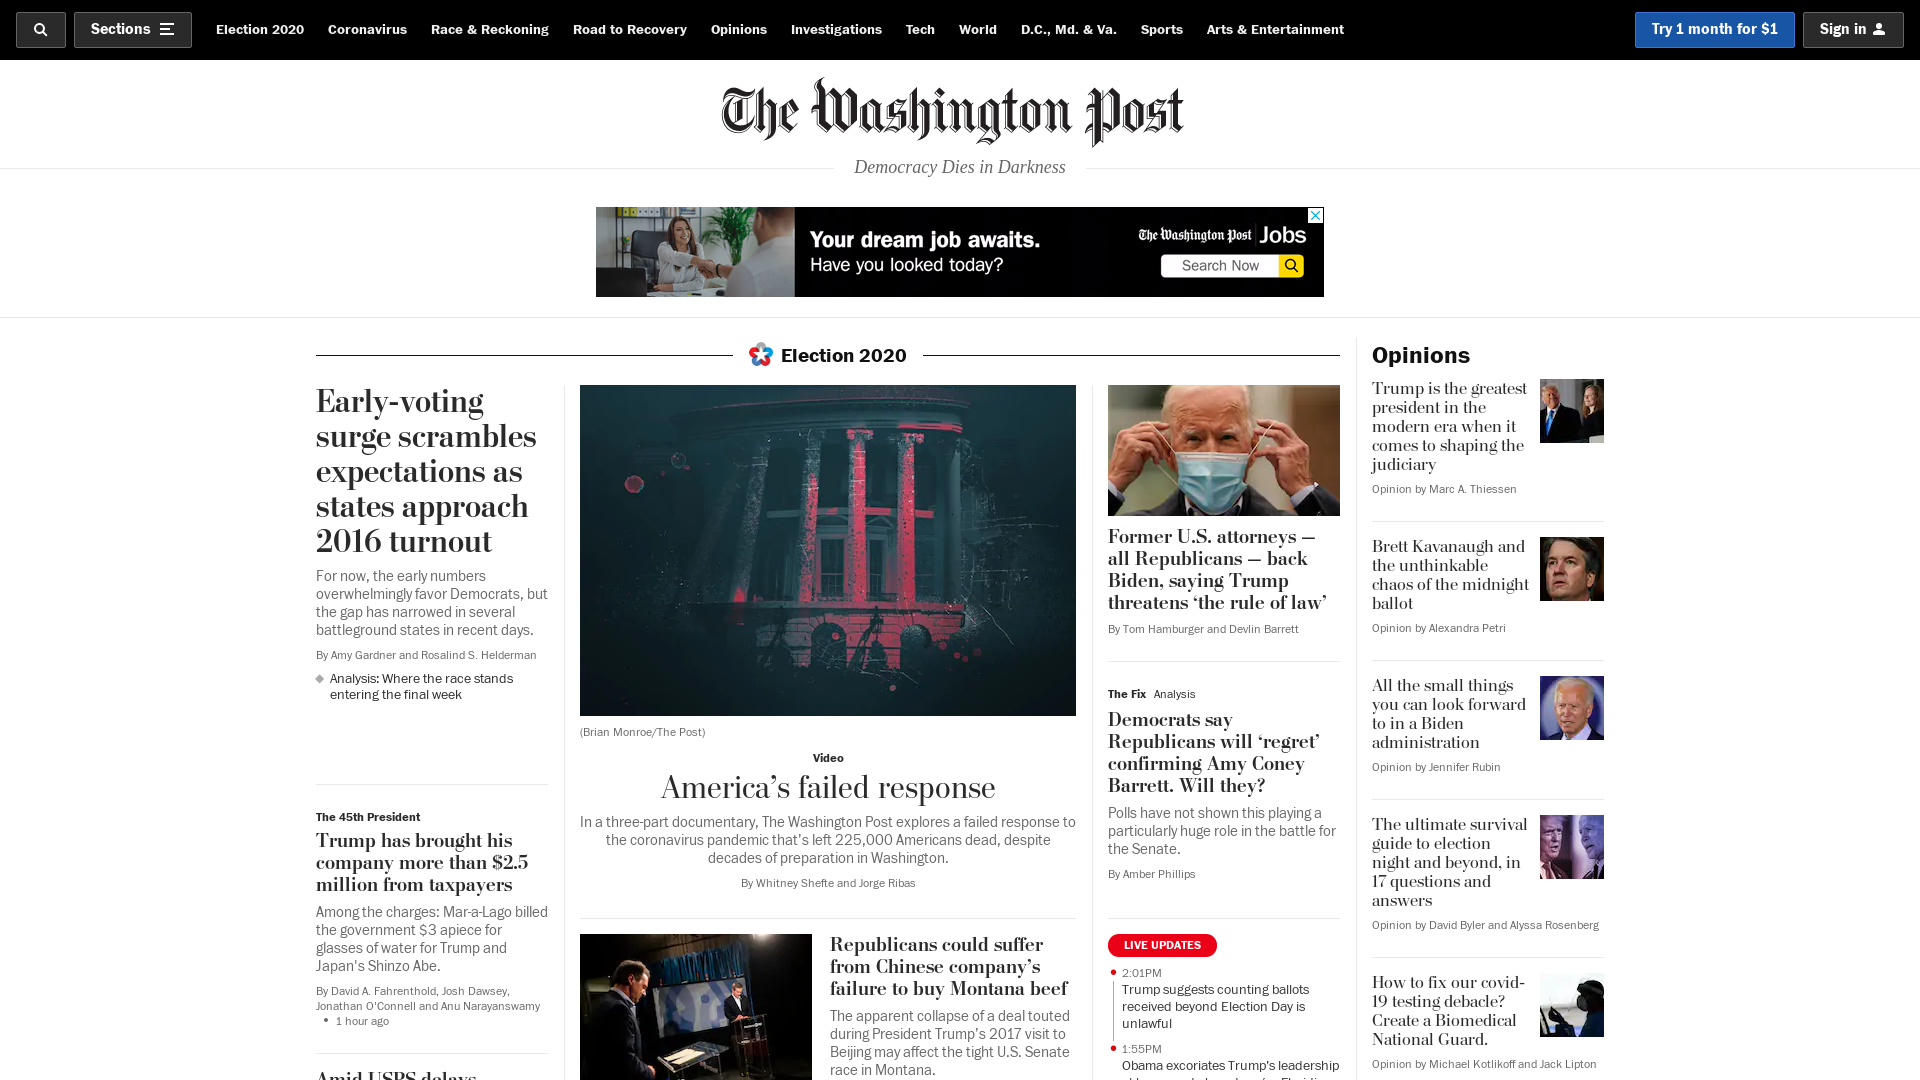 Sections
Election 2020
Coronavirus
Race & Reckoning
Road to Recovery
Opinions
Investigations
Tech
World
D.C., Md. & Va.
Sports
Arts & Entertainment
Try 1 month for $1
Sign in
The Washington Post
Democracy Dies in Darkness
Your dream job awaits.
Have you looked today?
The Washington Post Jobs
Search Now
Election 2020
Early-voting
surge scrambles
expectations as
states approach
2016 turnout
For now, the early numbers
overwhelmingly favor Democrats, but
the gap has narrowed in several
battleground states in recent days.
By Amy Gardner and Rosalind S. Helderman
Analysis: Where the race stands
entering the final week
The 45th President
Trump has brought his
company more than $2.5
million from taxpayers
Among the charges: Mar-a-Lago billed
the government $3 apiece for
glasses of water for Trump and
Japan's Shinzo Abe.
By David A. Fahrenthold, Josh Dawsey,
Jonathan O'Connell and Anu Narayanswamy
• 1 hour ago
Amid USPS delays
(Brian Monroe/The Post)
Video
America’s failed response
In a three-part documentary, The Washington Post explores a failed response to
the coronavirus pandemic that’s left 225,000 Americans dead, despite
decades of preparation in Washington.
By Whitney Shefte and Jorge Ribas
Republicans could suffer
from Chinese company’s
failure to buy Montana beef
The apparent collapse of a deal touted
during President Trump’s 2017 visit to
Beijing may affect the tight U.S. Senate
race in Montana.
Former U.S. attorneys —
all Republicans — back
Biden, saying Trump
threatens ‘the rule of law’
By Tom Hamburger and Devlin Barrett
The Fix Analysis
Democrats say
Republicans will ‘regret’
confirming Amy Coney
Barrett. Will they?
Polls have not shown this playing a
particularly huge role in the battle for
the Senate.
By Amber Phillips
LIVE UPDATES
2:01PM
Trump suggests counting ballots
received beyond Election Day is
unlawful
1:55PM
Obama excoriates Trump's leadership
Opinions
Trump is the greatest
president in the
modern era when it
comes to shaping the
judiciary
Opinion by Marc A. Thiessen
Brett Kavanaugh and
the unthinkable
chaos of the midnight
ballot
Opinion by Alexandra Petri
All the small things
you can look forward
to in a Biden
administration
Opinion by Jennifer Rubin
The ultimate survival
guide to election
night and beyond, in
17 questions and
answers
Opinion by David Byler and Alyssa Rosenberg
How to fix our covid-
19 testing debacle?
Create a Biomedical
National Guard.
Opinion by Michael Kotlikoff and Jack Lipton